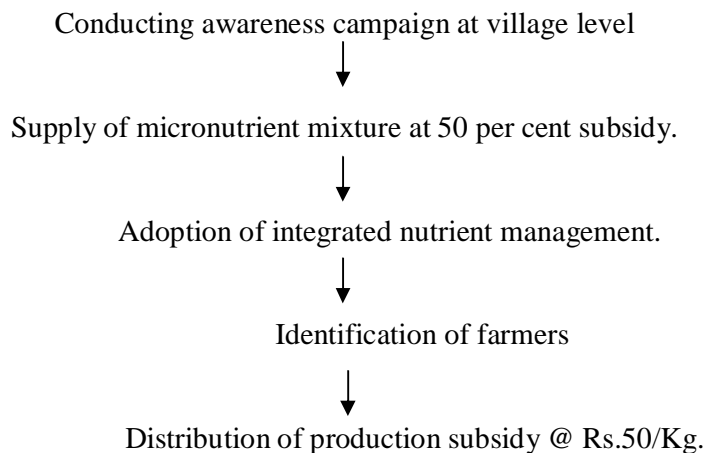 Conducting awareness campaign at village level
Supply of micronutrient mixture at 50 per cent subsidy.
Adoption of integrated nutrient management.
Identification of farmers
Distribution of production subsidy @ Rs.50/Kg.